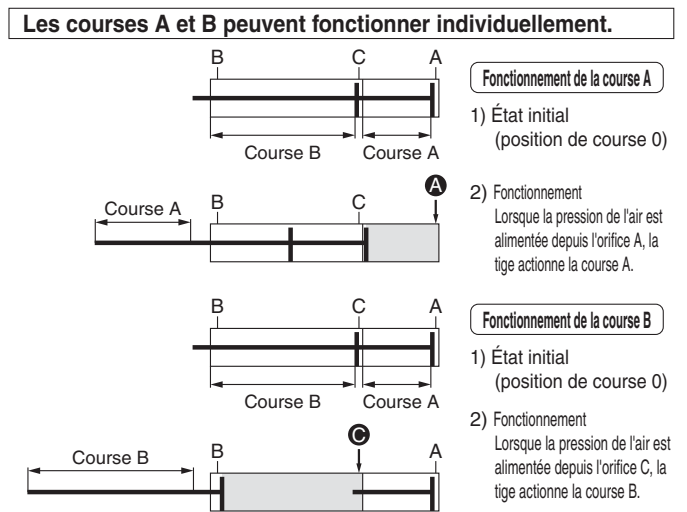 Les courses A et B peuvent fonctionner individuellement.
B C A
Course B Course A
Fonctionnement de la course A
1) État initial
(position de course 0)
A
Course A B C
2) Fonctionnement
Lorsque la pression de l'air est
alimentée depuis l'orifice A, la
tige actionne la course A.
B C A
Course B Course A
Fonctionnement de la course B
1) État initial
(position de course 0)
C
Course B B A
2) Fonctionnement
Lorsque la pression de l'air est
alimentée depuis l'orifice C, la
tige actionne la course B.